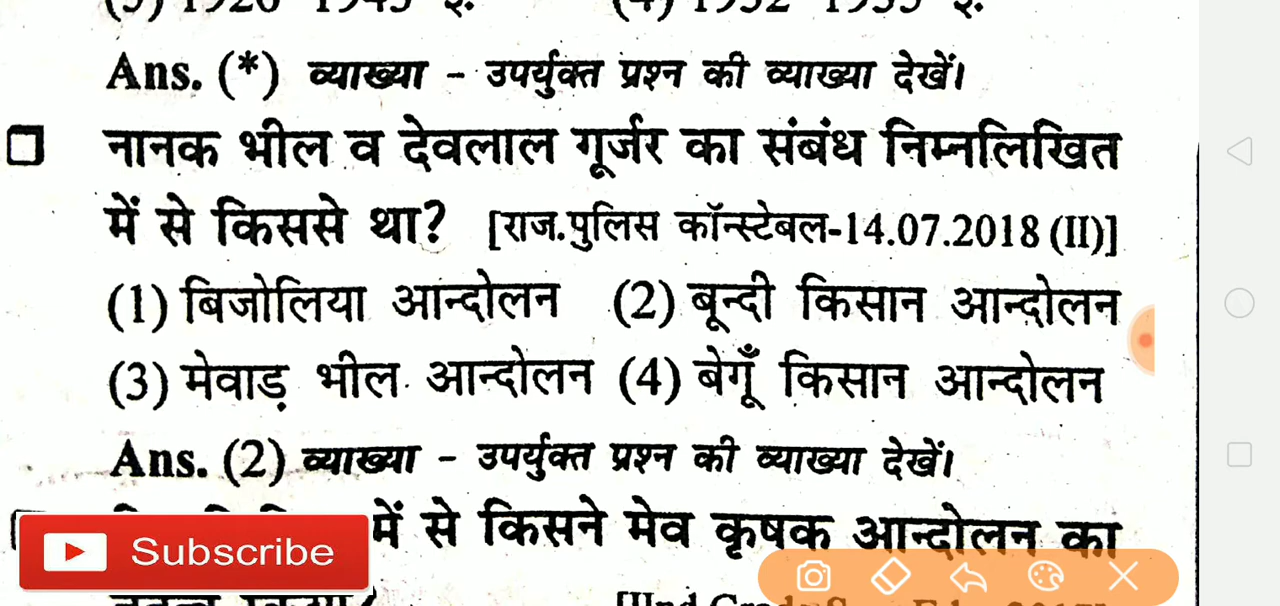 Ans. (*) व्याख्या - उपर्युक्त प्रश्न की व्याख्या देखें।
नानक भील व देवलाल गूर्जर का संबंध निम्नलिखित
में से किससे था? [राज.पुलिस कॉन्स्टेबल-14.07.2018 (II)]
(1) बिजोलिया आन्दोलन (2) बून्दी किसान आन्दोलन
(3) मेवाड़ भील आन्दोलन (4) बेगूँ किसान आन्दोलन
Ans. (2) व्याख्या - उपर्युक्त प्रश्न की व्याख्या देखें।
में से किसने मेव कृषक आन्दोलन का
Subscribe